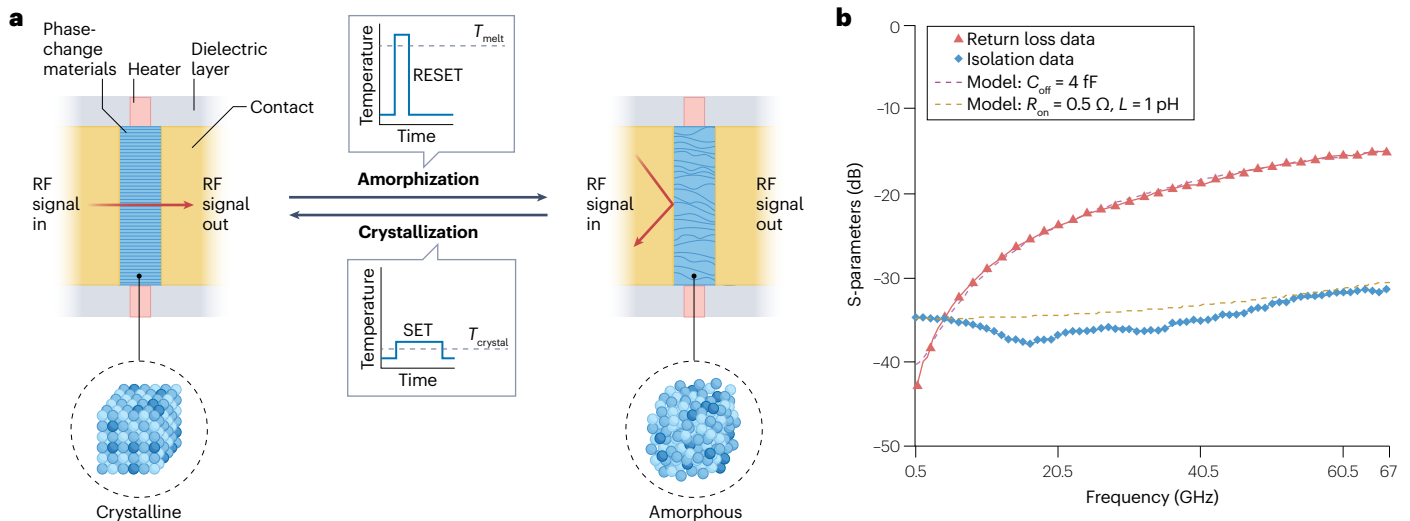 a
Phase-
change
materials
Heater
Dielectric
layer
Contact
RF
signal
in
RF
signal
out
Temperature
T melt
RESET
Time
Amorphization
Crystallization
Temperature
SET
T crystal
Time
RF
signal
in
RF
signal
out
Crystalline
Amorphous
b
Return loss data
Isolation data
Model: C off = 4 fF
Model: R on = 0.5 Ω, L = 1 pH
S-parameters (dB)
0
−10
−20
−30
−40
−50
0.5
20.5
40.5
60.5
67
Frequency (GHz)